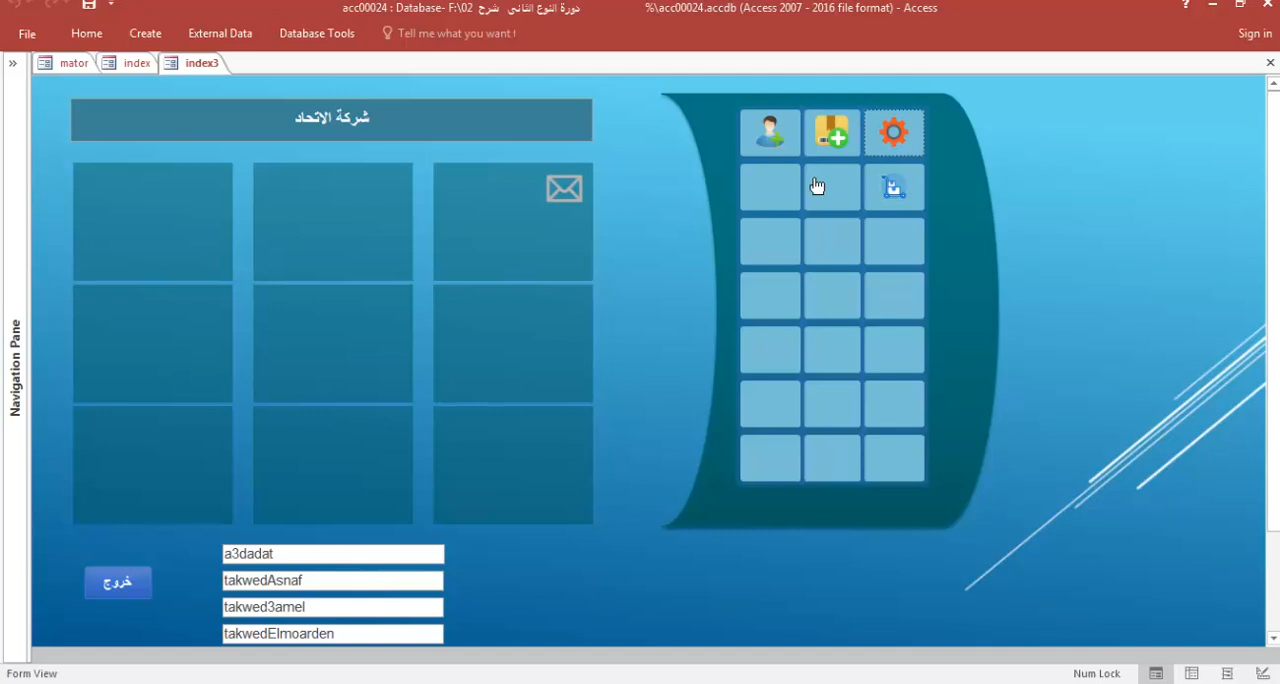 acc00024 : Database- F:\02 دورة النوع الثانى شرح %\acc00024.accdb (Access 2007 - 2016 file format) - Access
File Home Create External Data Database Tools Tell me what you want t Sign in
mator index index3
شركة الاتحاد
Navigation Pane
a3dadat
takwedAsnaf
takwed3amel
takwedElmoarden
خروج
Form View Num Lock